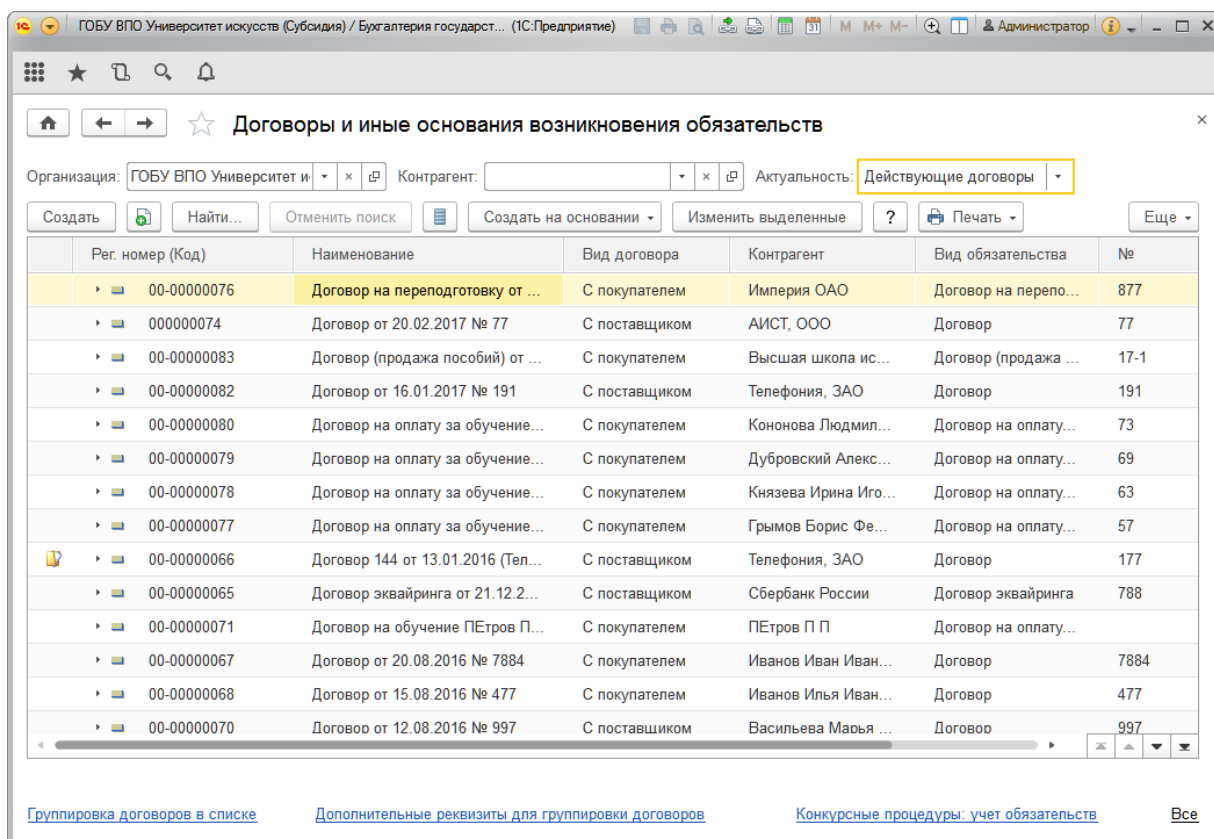 1С ГОБУ ВПО Университет искусств (Субсидия) / Бухгалтерия государст... (1С:Предприятие) 31 M M+ M- Администратор i
Договоры и иные основания возникновения обязательств
Организация: ГОБУ ВПО Университет и Контрагент: Актуальность: Действующие договоры
Создать Найти... Отменить поиск Создать на основании Изменить выделенные ? Печать Еще
Рег. номер (Код) Наименование Вид договора Контрагент Вид обязательства №
00-00000076 Договор на переподготовку от ... С покупателем Империя ОАО Договор на перепо... 877
000000074 Договор от 20.02.2017 № 77 С поставщиком АИСТ, ООО Договор 77
00-00000083 Договор (продажа пособий) от ... С покупателем Высшая школа ис... Договор (продажа ... 17-1
00-00000082 Договор от 16.01.2017 № 191 С поставщиком Телефония, ЗАО Договор 191
00-00000080 Договор на оплату за обучение... С покупателем Кононова Людмил... Договор на оплату... 73
00-00000079 Договор на оплату за обучение... С покупателем Дубровский Алекс... Договор на оплату... 69
00-00000078 Договор на оплату за обучение... С покупателем Князева Ирина Иго... Договор на оплату... 63
00-00000077 Договор на оплату за обучение... С покупателем Грымов Борис Фе... Договор на оплату... 57
00-00000066 Договор 144 от 13.01.2016 (Тел... С поставщиком Телефония, ЗАО Договор 177
00-00000065 Договор эквайринга от 21.12.2... С поставщиком Сбербанк России Договор эквайринга 788
00-00000071 Договор на обучение ПЕтров П... С покупателем ПЕтров П П Договор на оплату...
00-00000067 Договор от 20.08.2016 № 7884 С покупателем Иванов Иван Иван... Договор 7884
00-00000068 Договор от 15.08.2016 № 477 С покупателем Иванов Илья Иван... Договор 477
00-00000070 Договор от 12.08.2016 № 997 С поставщиком Васильева Марья ... Договор 997
Группировка договоров в списке Дополнительные реквизиты для группировки договоров Конкурсные процедуры: учет обязательств Все